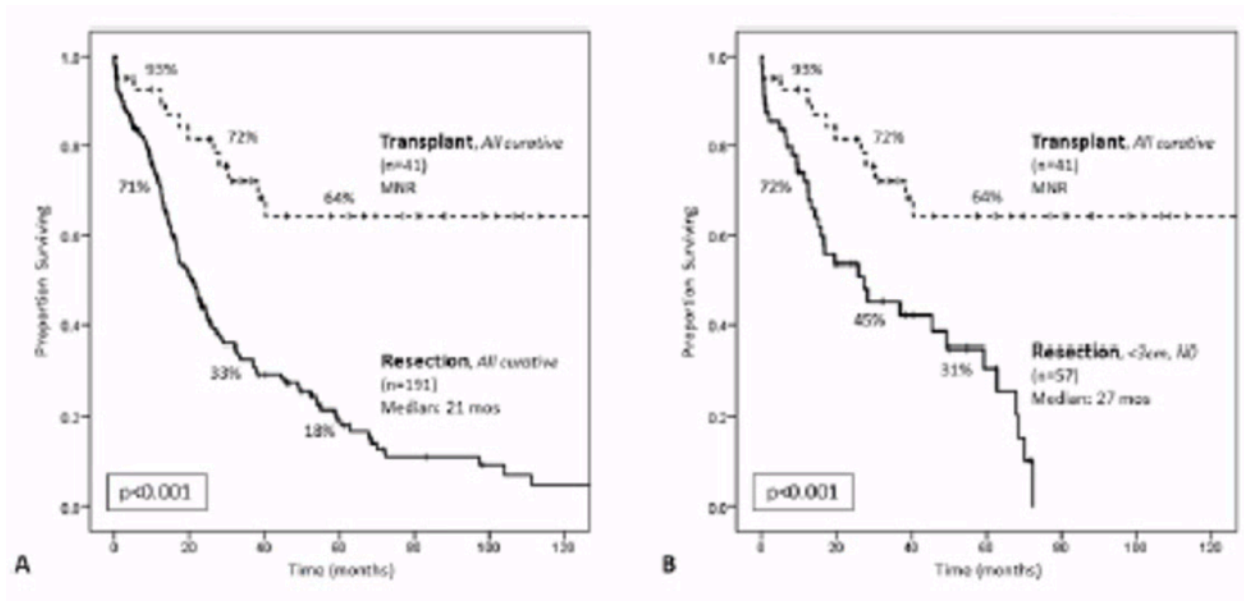 1.0
0.8
0.6
0.4
0.2
0.0
Proportion Surviving
93%
72%
64%
71%
33%
18%
Transplant, All curative
(n=41)
MNR
Resection, All curative
(n=191)
Median: 21 mos
p<0.001
0 20 40 60 80 100 120
Time (months)
A
1.0
0.8
0.6
0.4
0.2
0.0
Proportion Surviving
93%
72%
64%
72%
45%
31%
Transplant, All curative
(n=41)
MNR
Resection, <3cm, N0
(n=57)
Median: 27 mos
p<0.001
0 20 40 60 80 100 120
Time (months)
B